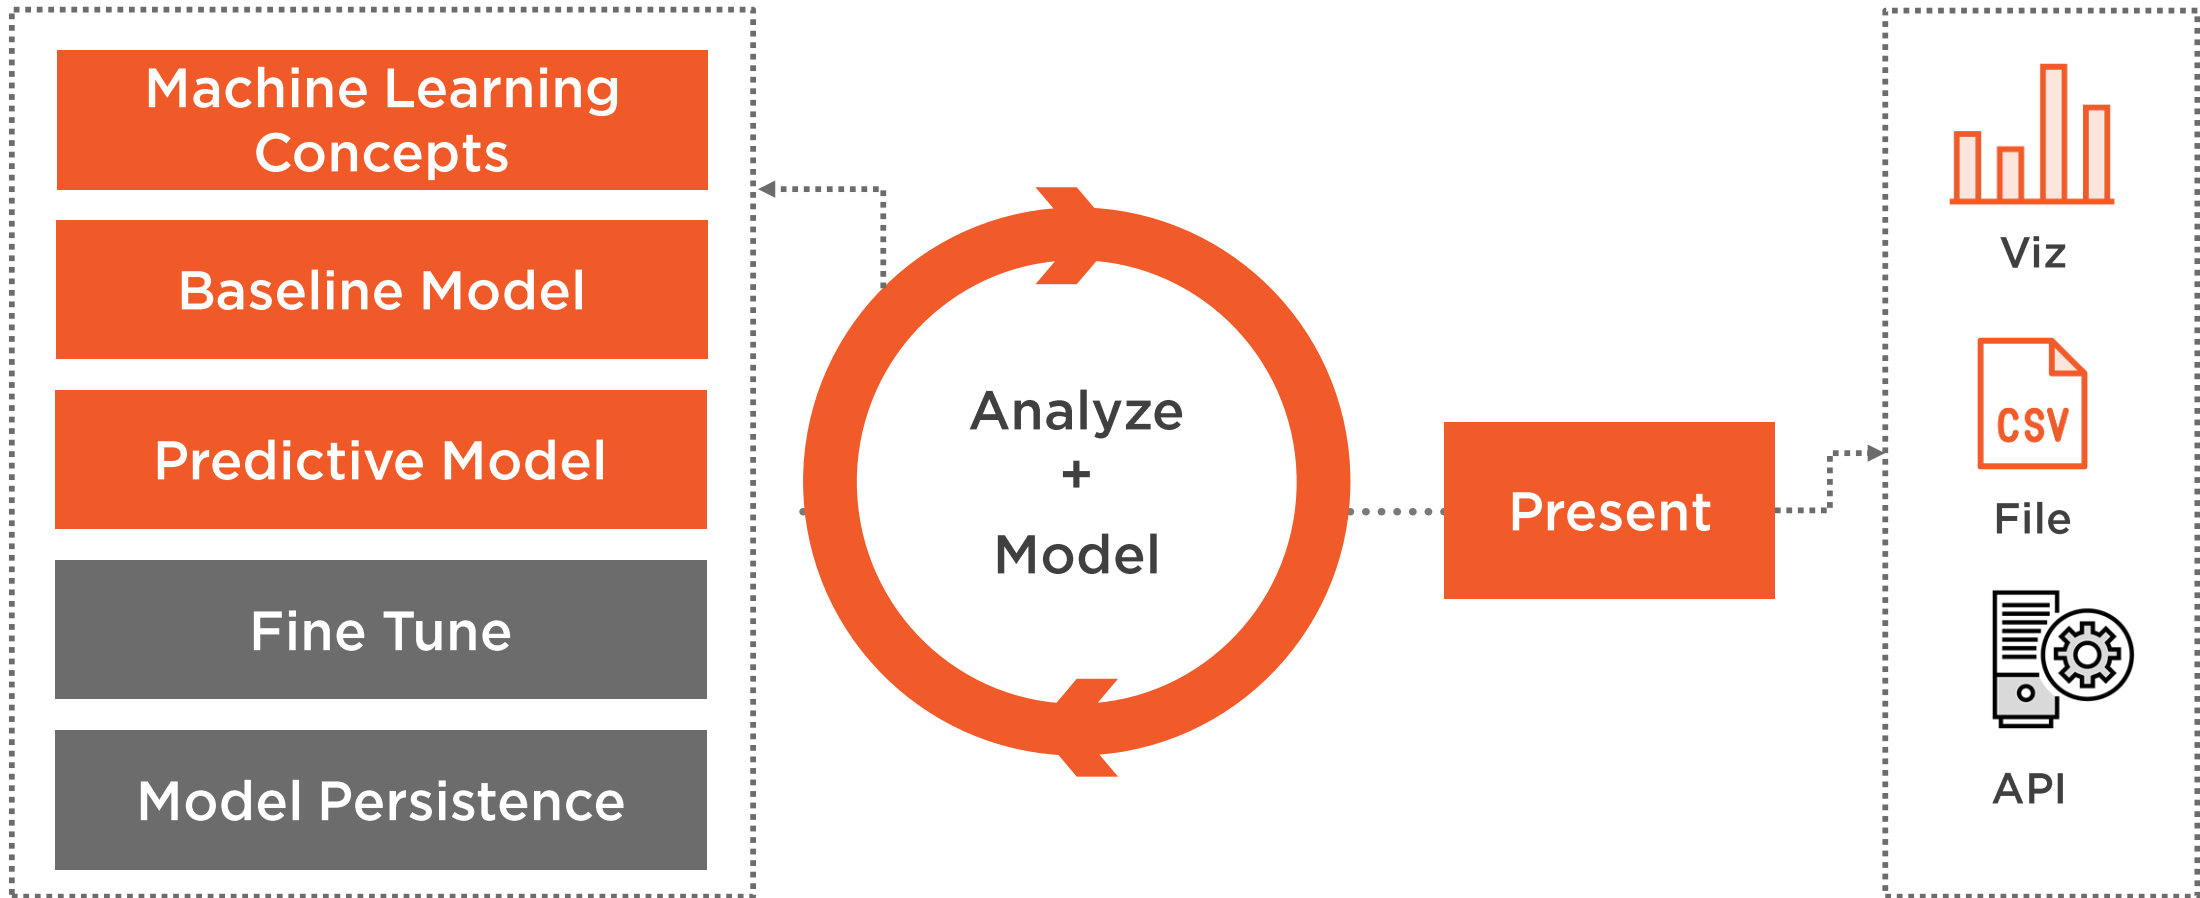 Machine Learning
Concepts
Baseline Model
Predictive Model
Fine Tune
Model Persistence
Analyze
+
Model
Present
Viz
CSV
File
API